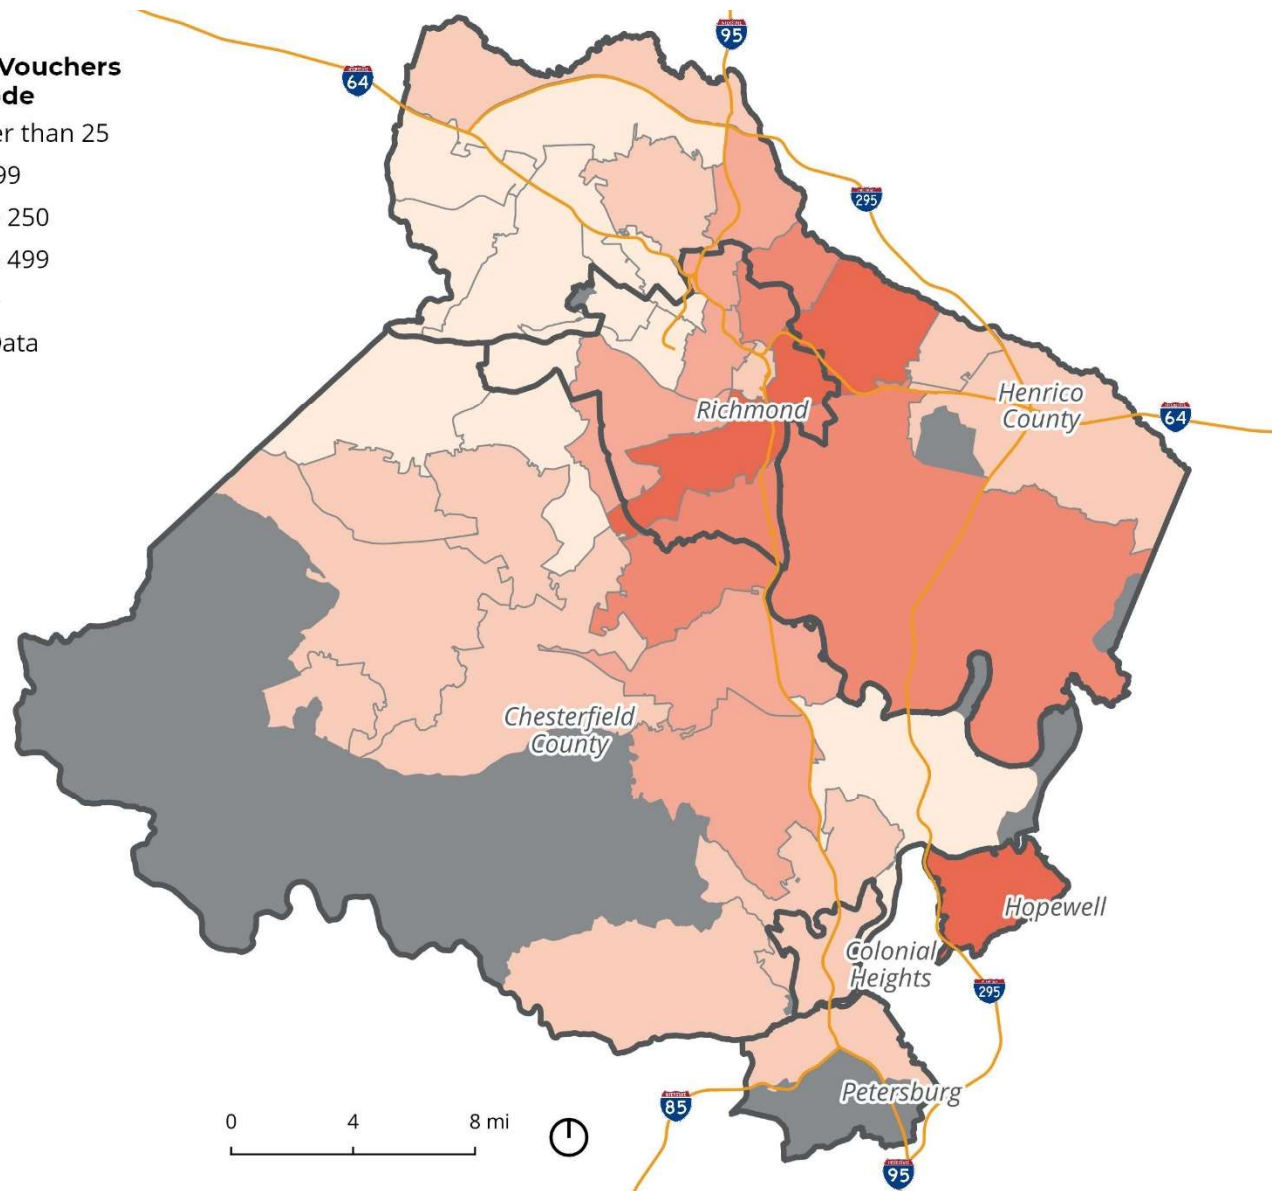 Vouchers
de
er than 25
99
250
499
Data
64
95
295
Henrico
County
64
Richmond
Chesterfield
County
Hopewell
Colonial
Heights
295
Petersburg
85
95
0 4 8 mi